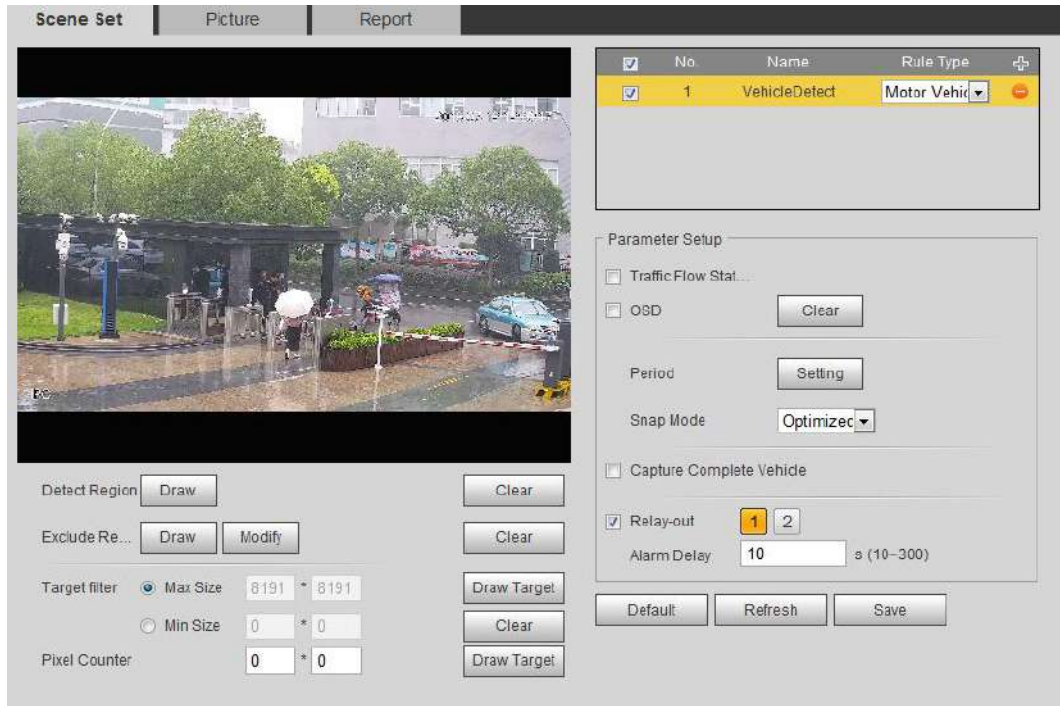 Scene Set
Picture
Report
No.
Name
Rule Type
1
VehicleDetect
Motor Vehic
Parameter Setup
Traffic Flow Stat...
OSD
Clear
Period
Setting
Snap Mode
Optimizec
Capture Complete Vehicle
Relay-out
1
2
Alarm Delay
10
s (10~300)
Default
Refresh
Save
Detect Region
Draw
Clear
Exclude Re...
Draw
Modify
Clear
Target filter
Max Size
8191
*
8191
Draw Target
Min Size
0
*
0
Clear
Pixel Counter
0
*
0
Draw Target